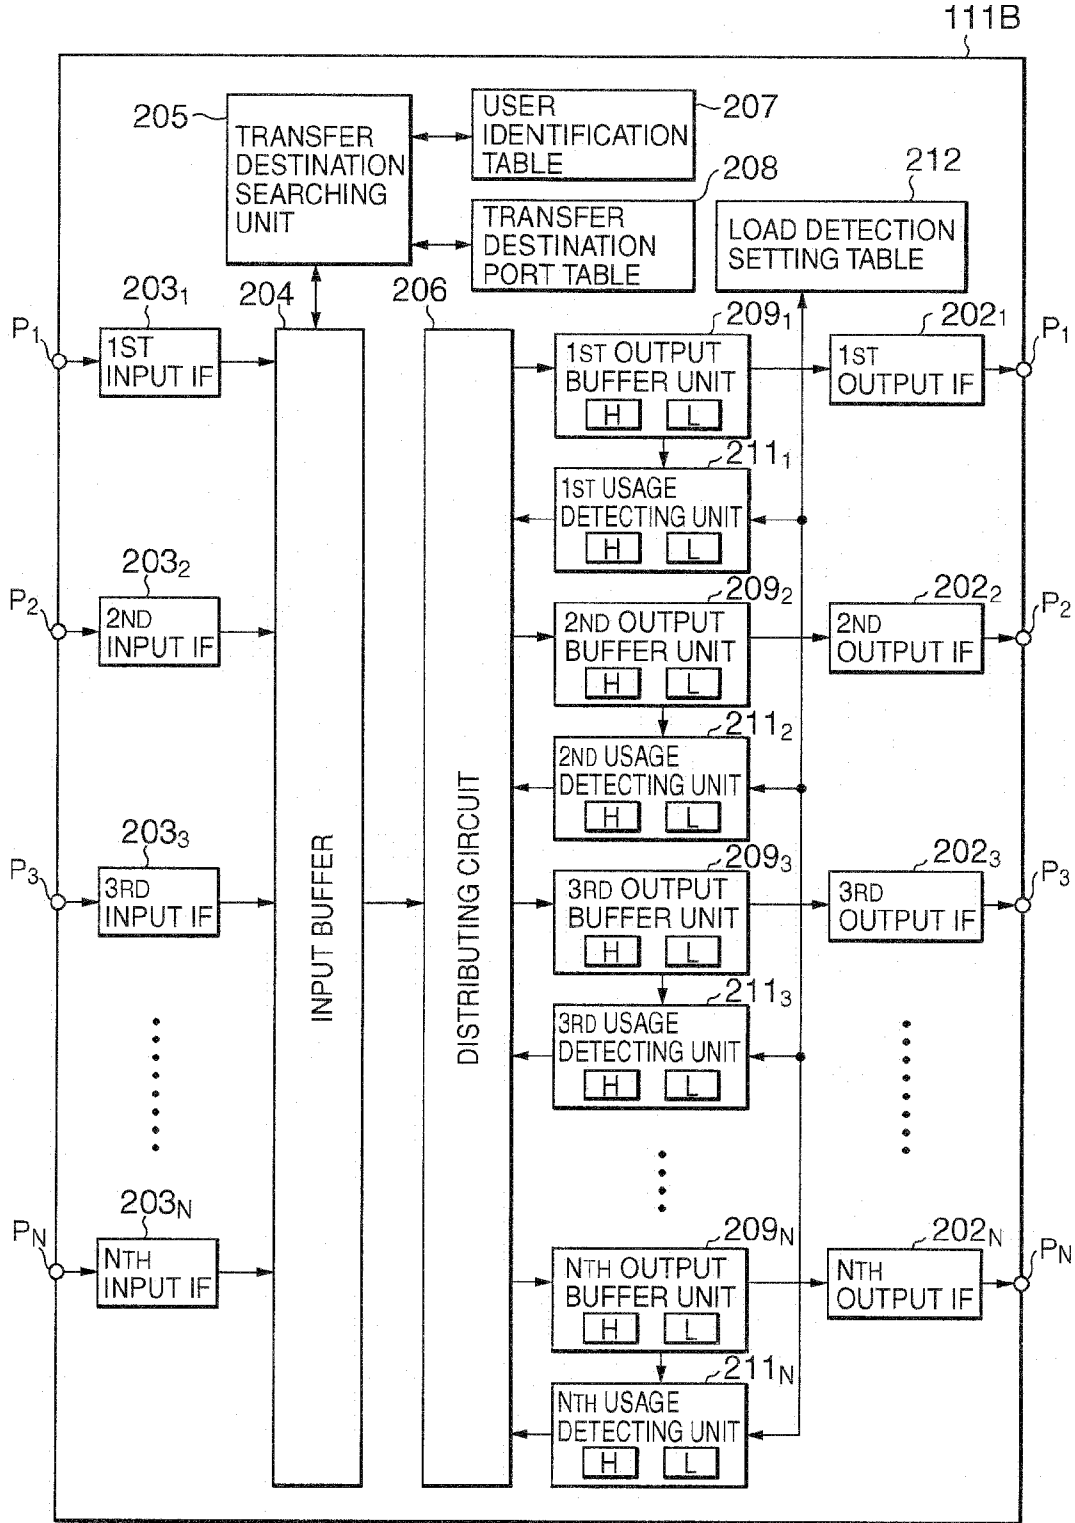 111B
205
TRANSFER
DESTINATION
SEARCHING
UNIT
USER
IDENTIFICATION
TABLE
207
208
TRANSFER
DESTINATION
PORT TABLE
212
LOAD DETECTION
SETTING TABLE
P1
2031
1ST
INPUT IF
204
206
2091
1ST OUTPUT
BUFFER UNIT
H L
2021
1ST
OUTPUT IF
P1
2111
1ST USAGE
DETECTING UNIT
H L
P2
2032
2ND
INPUT IF
2092
2ND OUTPUT
BUFFER UNIT
H L
2022
2ND
OUTPUT IF
P2
2112
2ND USAGE
DETECTING UNIT
H L
P3
2033
3RD
INPUT IF
INPUT BUFFER
DISTRIBUTING CIRCUIT
2093
3RD OUTPUT
BUFFER UNIT
H L
2023
3RD
OUTPUT IF
P3
2113
3RD USAGE
DETECTING UNIT
H L
PN
203N
NTH
INPUT IF
209N
NTH OUTPUT
BUFFER UNIT
H L
202N
NTH
OUTPUT IF
PN
211N
NTH USAGE
DETECTING UNIT
H L